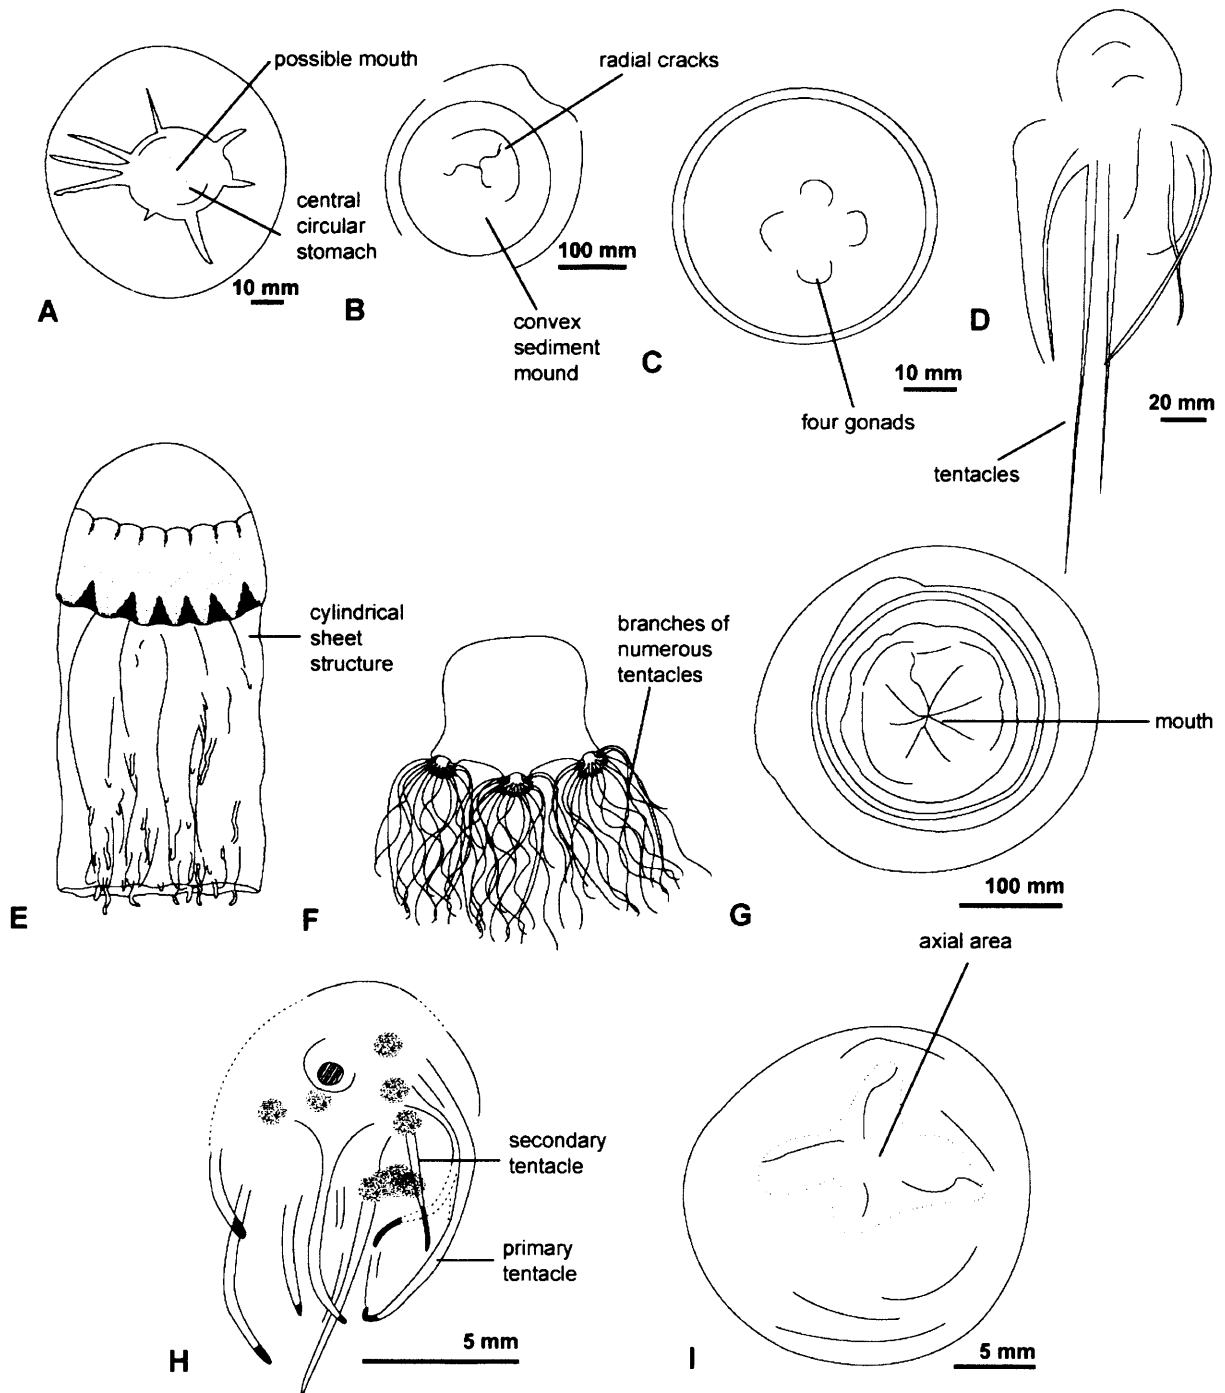 possible mouth
central
circular
stomach
10 mm
A
radial cracks
100 mm
convex
sediment
mound
B
four gonads
10 mm
C
tentacles
20 mm
D
cylindrical
sheet
structure
E
branches of
numerous
tentacles
F
mouth
100 mm
G
secondary
tentacle
primary
tentacle
5 mm
H
axial area
5 mm
I